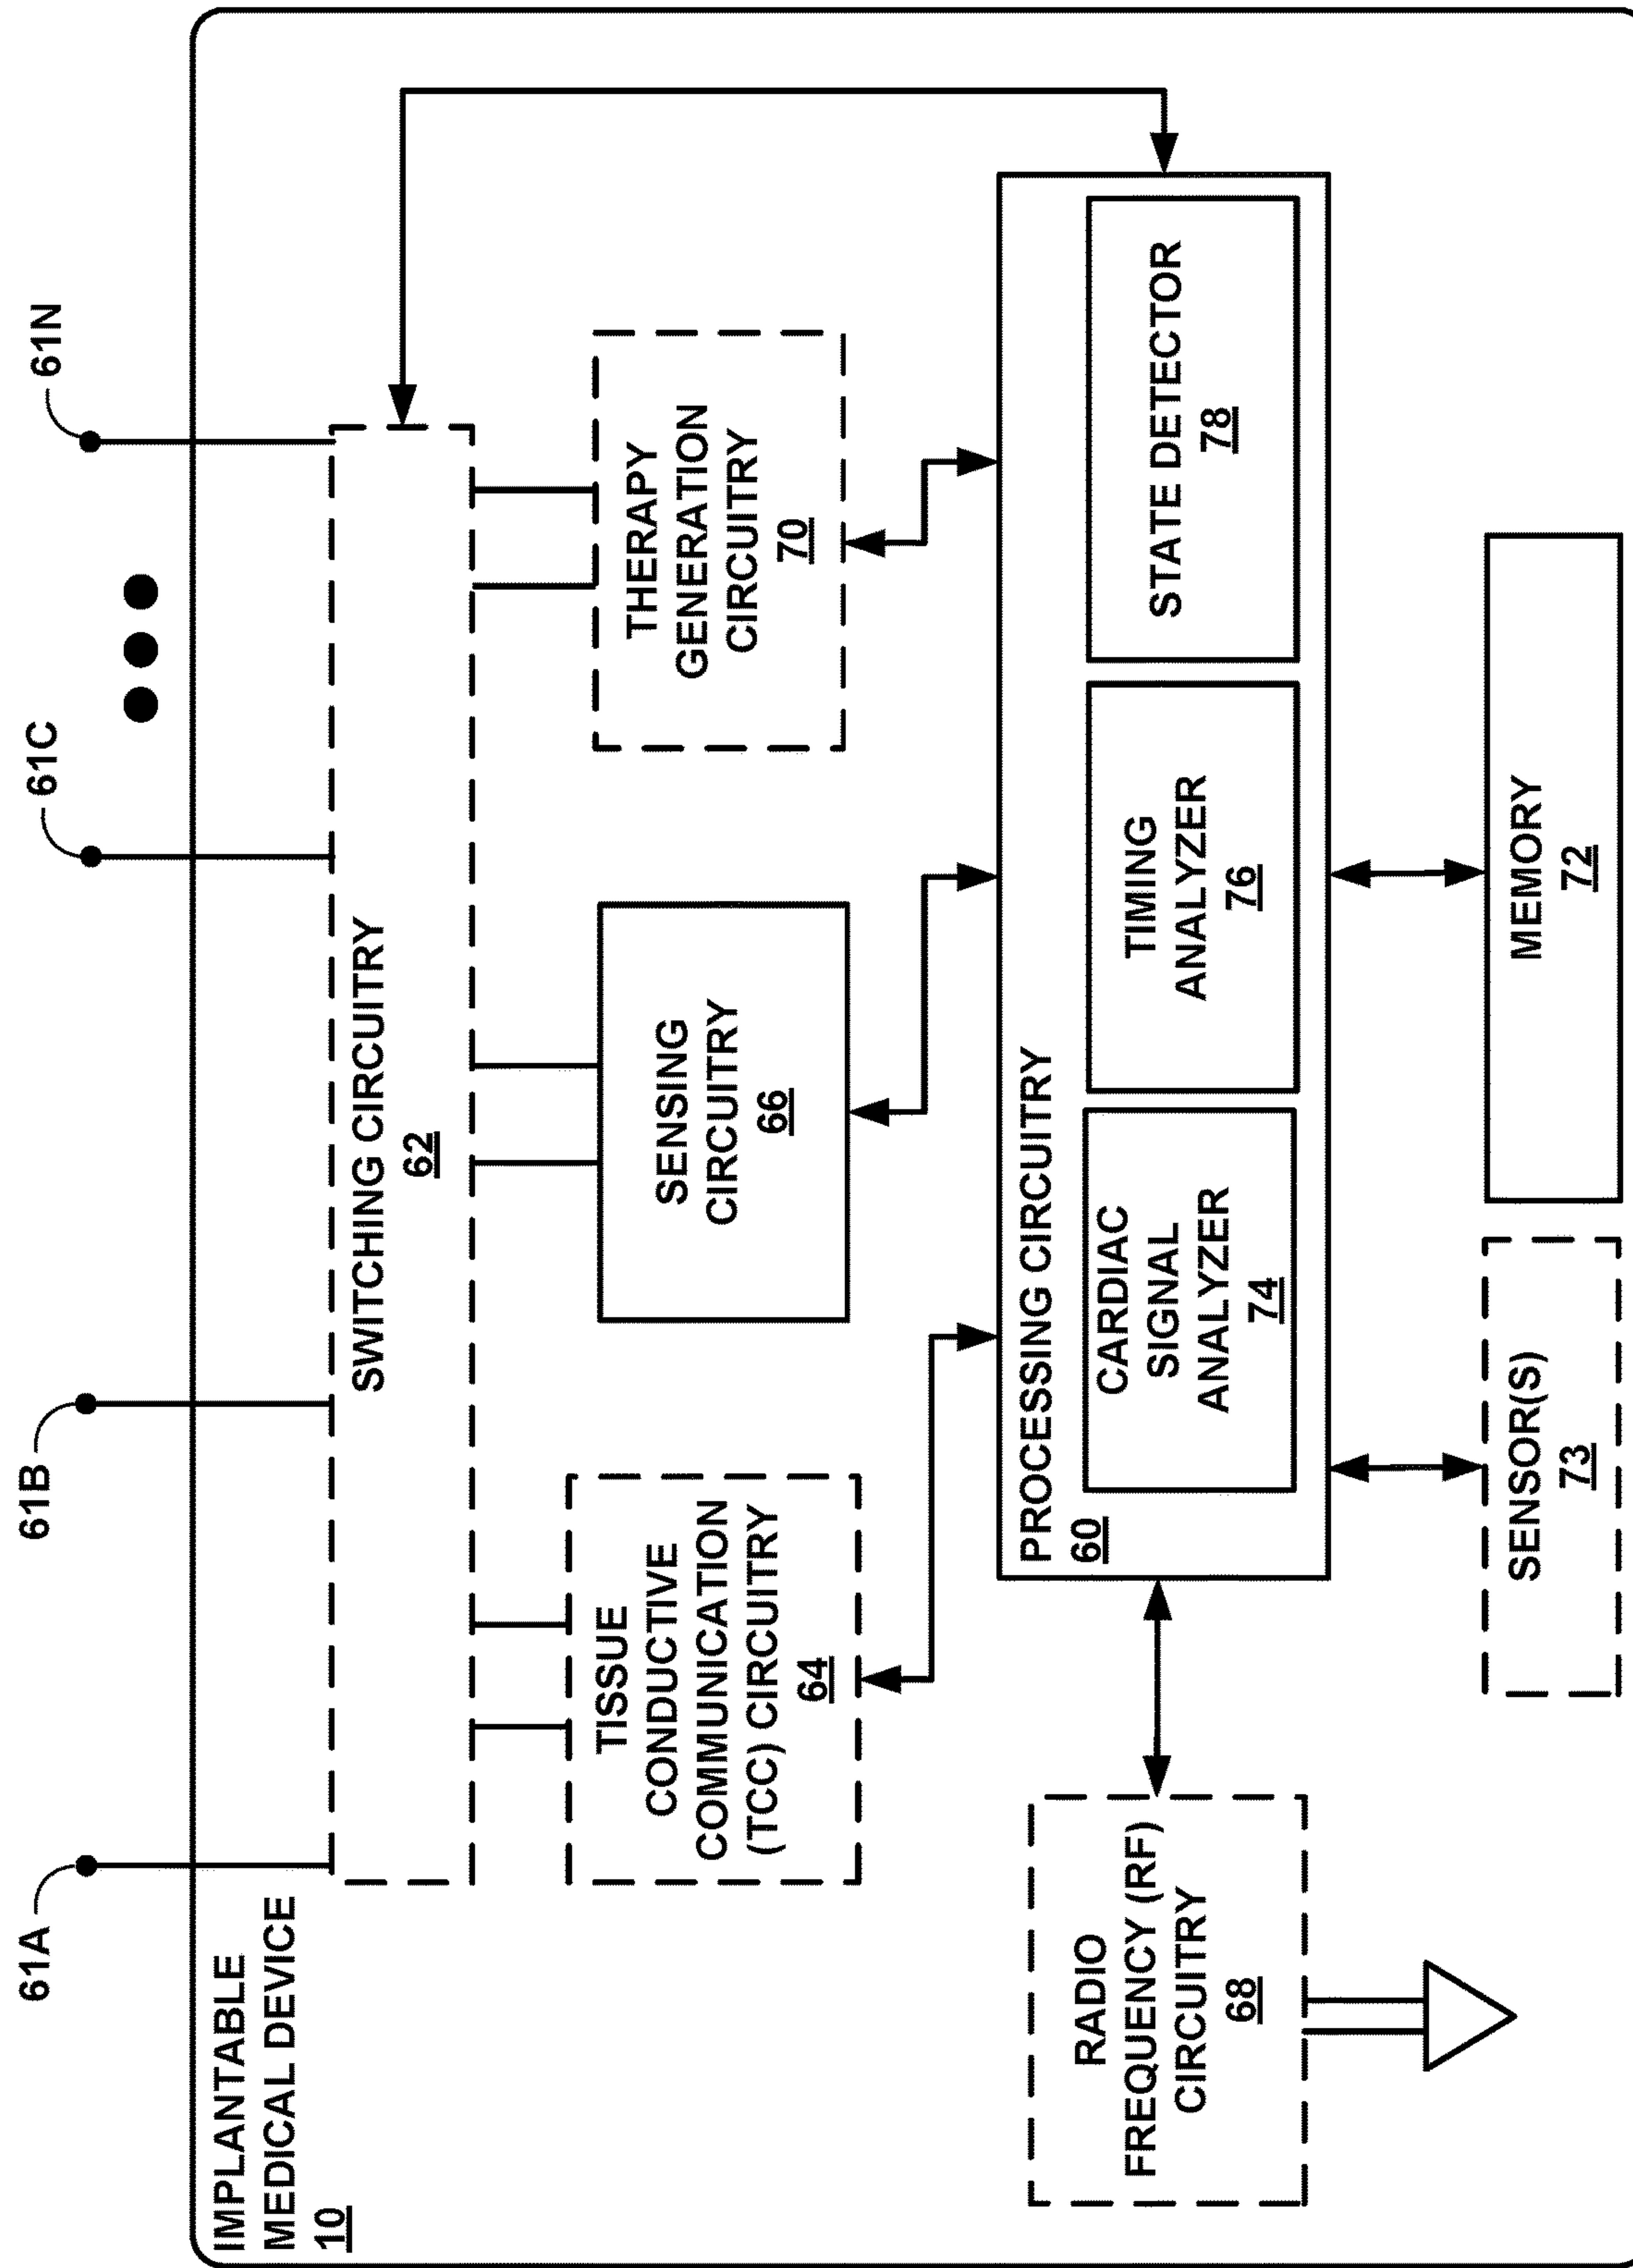 61A
61B
61C
61N
IMPLANTABLE
MEDICAL DEVICE
10
SWITCHING CIRCUITRY
62
TISSUE
CONDUCTIVE
COMMUNICATION
(TCC) CIRCUITRY
64
SENSING
CIRCUITRY
66
THERAPY
GENERATION
CIRCUITRY
70
RADIO
FREQUENCY (RF)
CIRCUITRY
68
PROCESSING CIRCUITRY
60
CARDIAC
SIGNAL
ANALYZER
74
TIMING
ANALYZER
76
STATE DETECTOR
78
SENSOR(S)
73
MEMORY
72